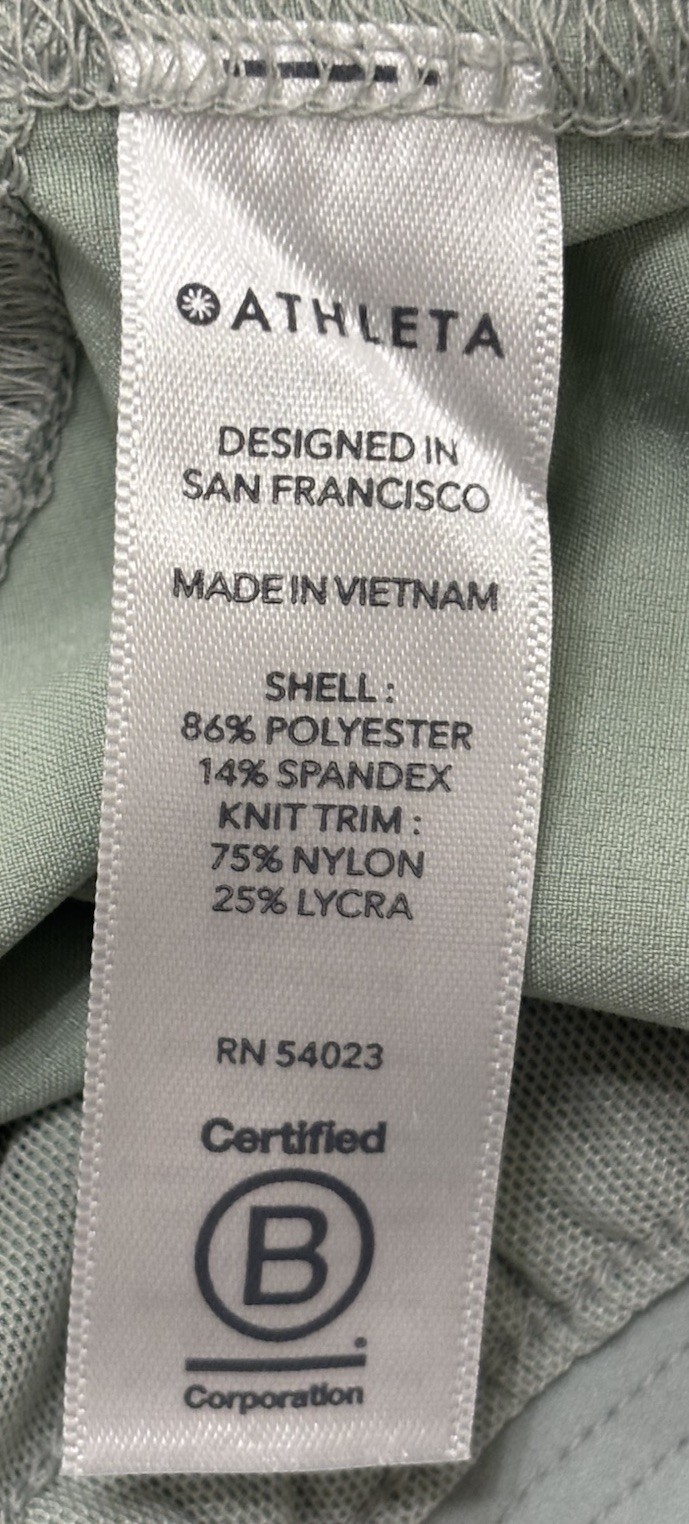 ATHLETA
DESIGNED IN
SAN FRANCISCO
MADE IN VIETNAM
SHELL :
86% POLYESTER
14% SPANDEX
KNIT TRIM :
75% NYLON
25% LYCRA
RN 54023
Certified
B
Corporation